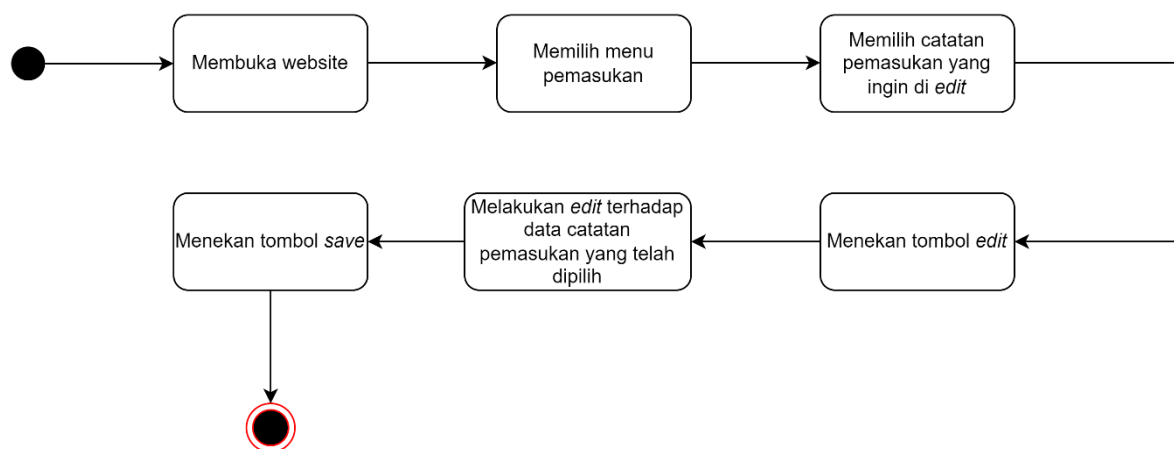 Membuka website
Memilih menu
pemasukan
Memilih catatan
pemasukan yang
ingin di edit
Menekan tombol edit
Melakukan edit terhadap
data catatan
pemasukan yang telah
dipilih
Menekan tombol save